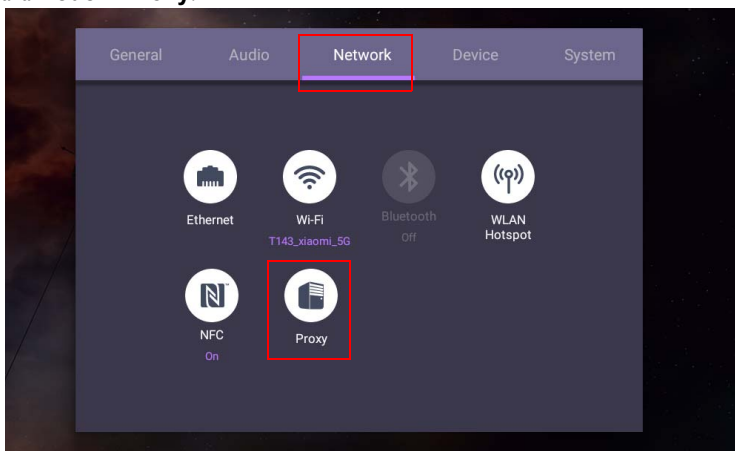 General Audio Network Device System
Ethernet Wi-Fi Bluetooth WLAN
T143_xiaomi_5G Off Hotspot
NFC Proxy
On